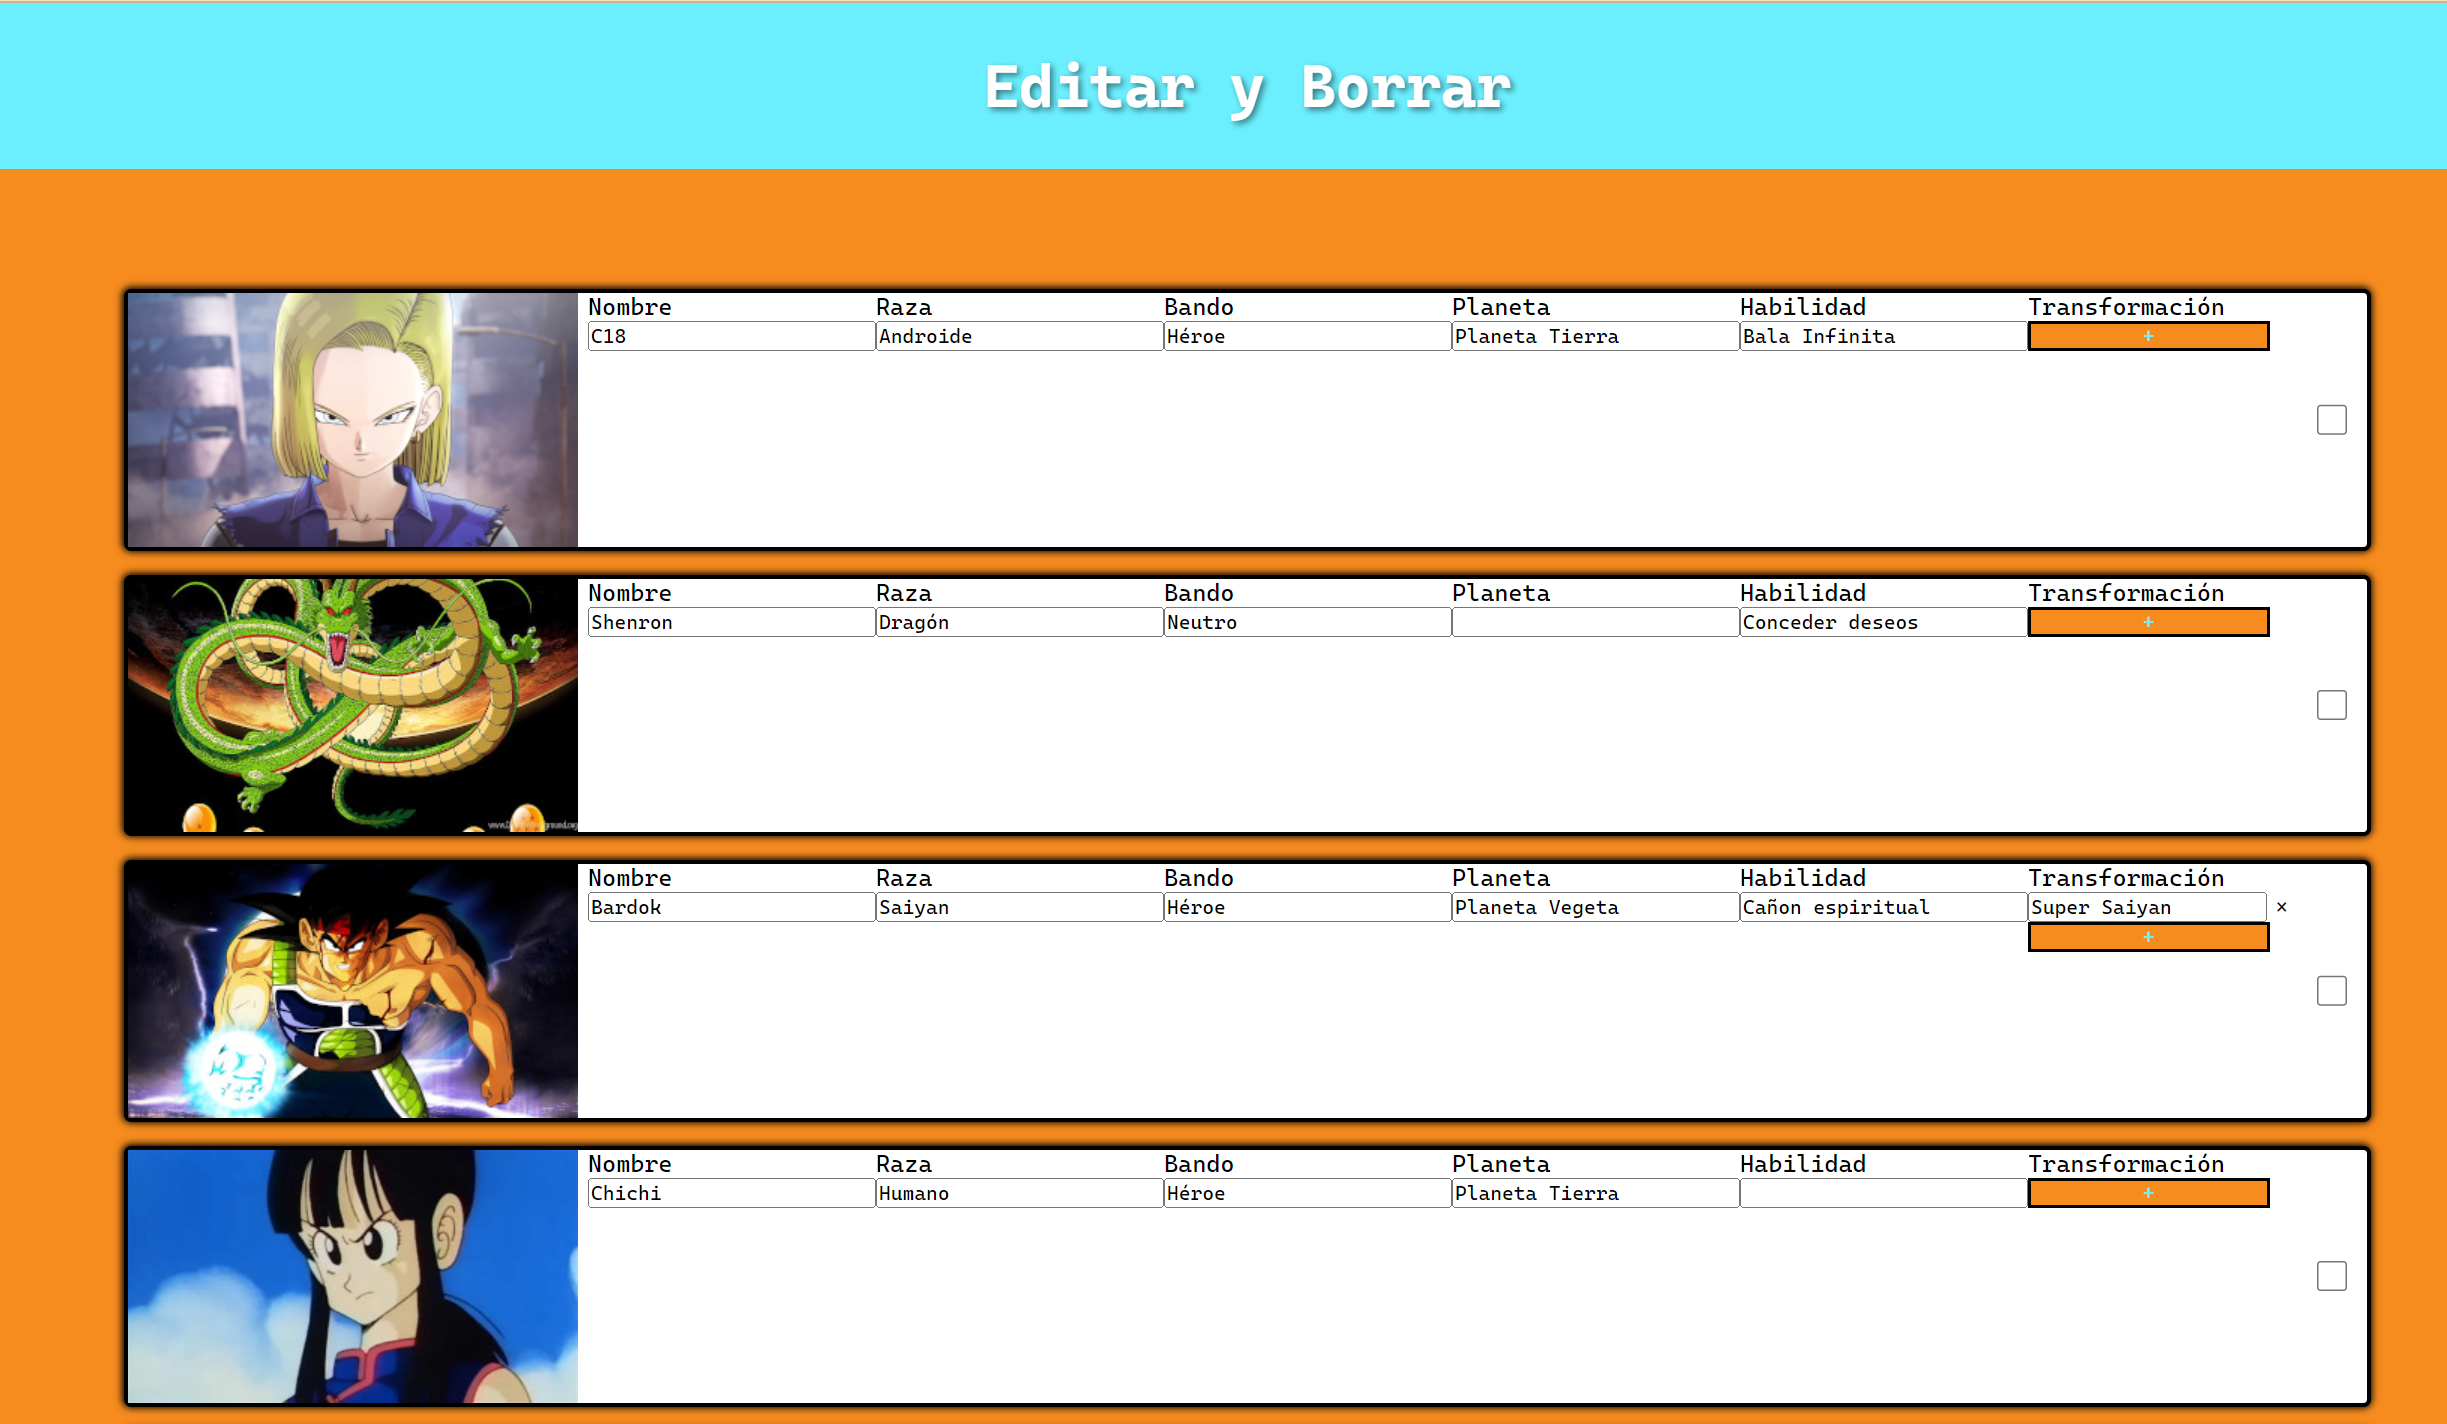 Editar y Borrar
Nombre Raza Bando Planeta Habilidad Transformación
C18 Androide Héroe Planeta Tierra Bala Infinita +
Nombre Raza Bando Planeta Habilidad Transformación
Shenron Dragón Neutro Conceder deseos +
Nombre Raza Bando Planeta Habilidad Transformación
Bardok Saiyan Héroe Planeta Vegeta Cañon espiritual Super Saiyan ×
+
Nombre Raza Bando Planeta Habilidad Transformación
Chichi Humano Héroe Planeta Tierra +